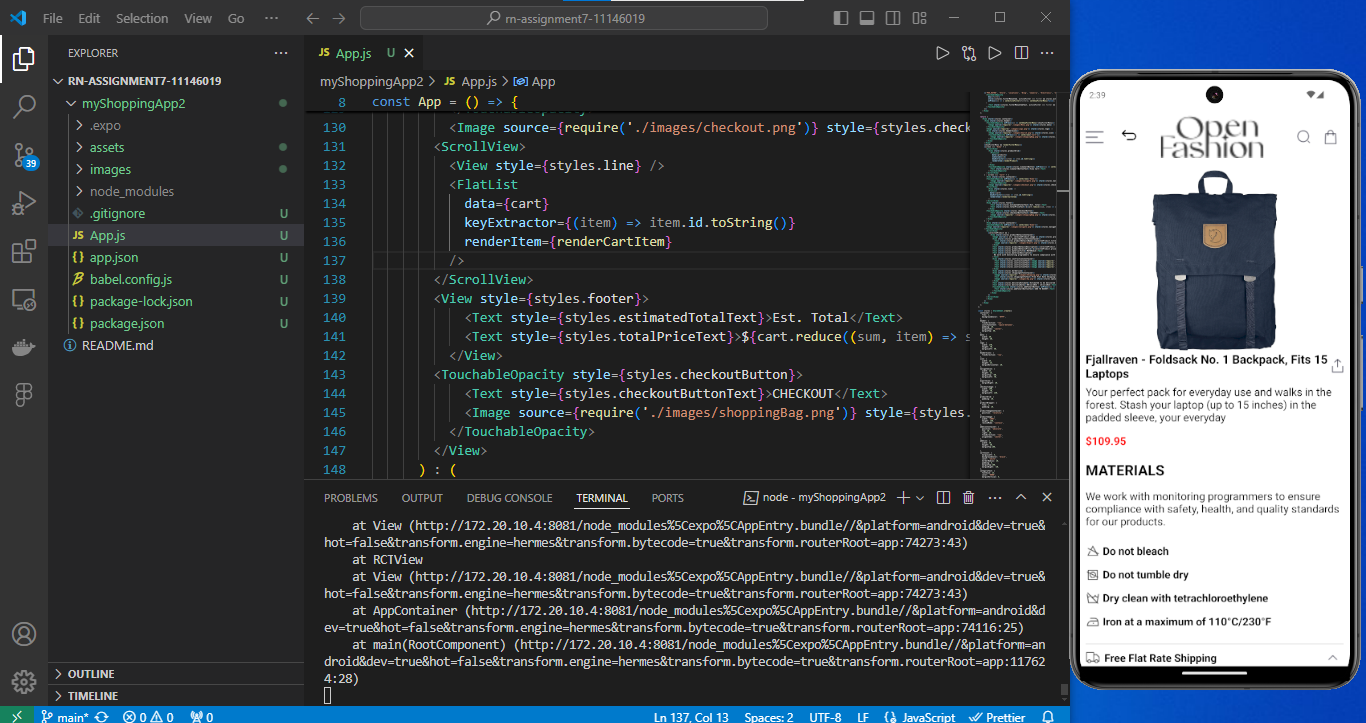 File Edit Selection View Go ··· rn-assignment7-11146019
EXPLORER ···
RN-ASSIGNMENT7-11146019
myShoppingApp2
.expo
assets
images
node_modules
.gitignore U
JS App.js U
{} app.json U
babel.config.js U
{} package-lock.json U
{} package.json U
README.md
OUTLINE
TIMELINE
39
JS App.js U
myShoppingApp2 > JS App.js > App
8 const App = () => {
130 <Image source={require('./images/checkout.png')} style={styles.check
131 <ScrollView>
132 <View style={styles.line} />
133 <FlatList
134 data={cart}
135 keyExtractor={(item) => item.id.toString()}
136 renderItem={renderCartItem}
137 />
138 </ScrollView>
139 <View style={styles.footer}>
140 <Text style={styles.estimatedTotalText}>Est. Total</Text>
141 <Text style={styles.totalPriceText}>${cart.reduce((sum, item) => s
142 </View>
143 <TouchableOpacity style={styles.checkoutButton}>
144 <Text style={styles.checkoutButtonText}>CHECKOUT</Text>
145 <Image source={require('./images/shoppingBag.png')} style={styles.
146 </TouchableOpacity>
147 </View>
148 ) : (
PROBLEMS OUTPUT DEBUG CONSOLE TERMINAL PORTS node - myShoppingApp2
at View (http://172.20.10.4:8081/node_modules%5Cexpo%5CAppEntry.bundle//&platform=android&dev=true&
hot=false&transform.engine=hermes&transform.bytecode=true&transform.routerRoot=app:74273:43)
at RCTView
at View (http://172.20.10.4:8081/node_modules%5Cexpo%5CAppEntry.bundle//&platform=android&dev=true&
hot=false&transform.engine=hermes&transform.bytecode=true&transform.routerRoot=app:74273:43)
at AppContainer (http://172.20.10.4:8081/node_modules%5Cexpo%5CAppEntry.bundle//&platform=android&d
ev=true&hot=false&transform.engine=hermes&transform.bytecode=true&transform.routerRoot=app:74116:25)
at main(RootComponent) (http://172.20.10.4:8081/node_modules%5Cexpo%5CAppEntry.bundle//&platform=an
droid&dev=true&hot=false&transform.engine=hermes&transform.bytecode=true&transform.routerRoot=app:11762
4:28)
main* 0 0 0 Ln 137, Col 13 Spaces: 2 UTF-8 LF {} JavaScript Prettier
2:39
Open
Fashion
Fjallraven - Foldsack No. 1 Backpack, Fits 15
Laptops
Your perfect pack for everyday use and walks in the
forest. Stash your laptop (up to 15 inches) in the
padded sleeve, your everyday
$109.95
MATERIALS
We work with monitoring programmers to ensure
compliance with safety, health, and quality standards
for our products.
Do not bleach
Do not tumble dry
Dry clean with tetrachloroethylene
Iron at a maximum of 110°C/230°F
Free Flat Rate Shipping